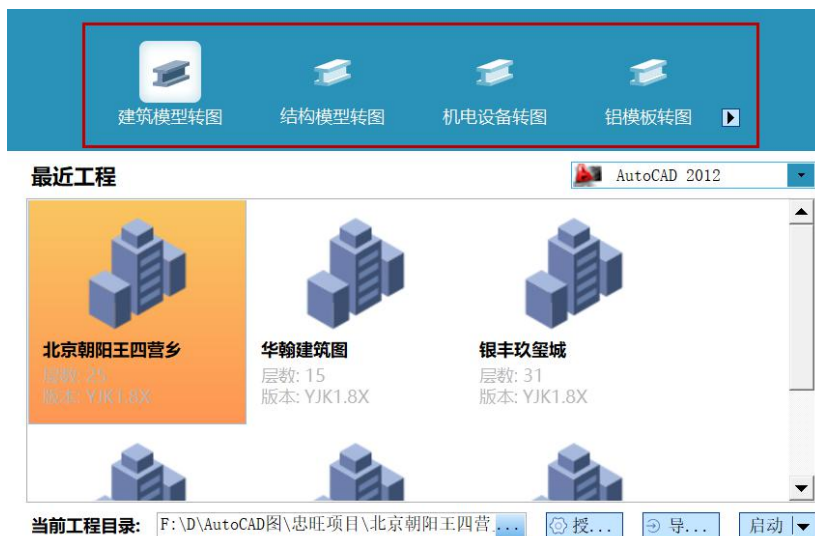 建筑模型转图 结构模型转图 机电设备转图 铝模板转图
最近工程 AutoCAD 2012
北京朝阳王四营乡 华翰建筑图 银丰玖玺城
层数: 25 层数: 15 层数: 31
版本: YJK1.8X 版本: YJK1.8X 版本: YJK1.8X
当前工程目录: F:\D\AutoCAD图\忠旺项目\北京朝阳王四营 ... 授... 导... 启动